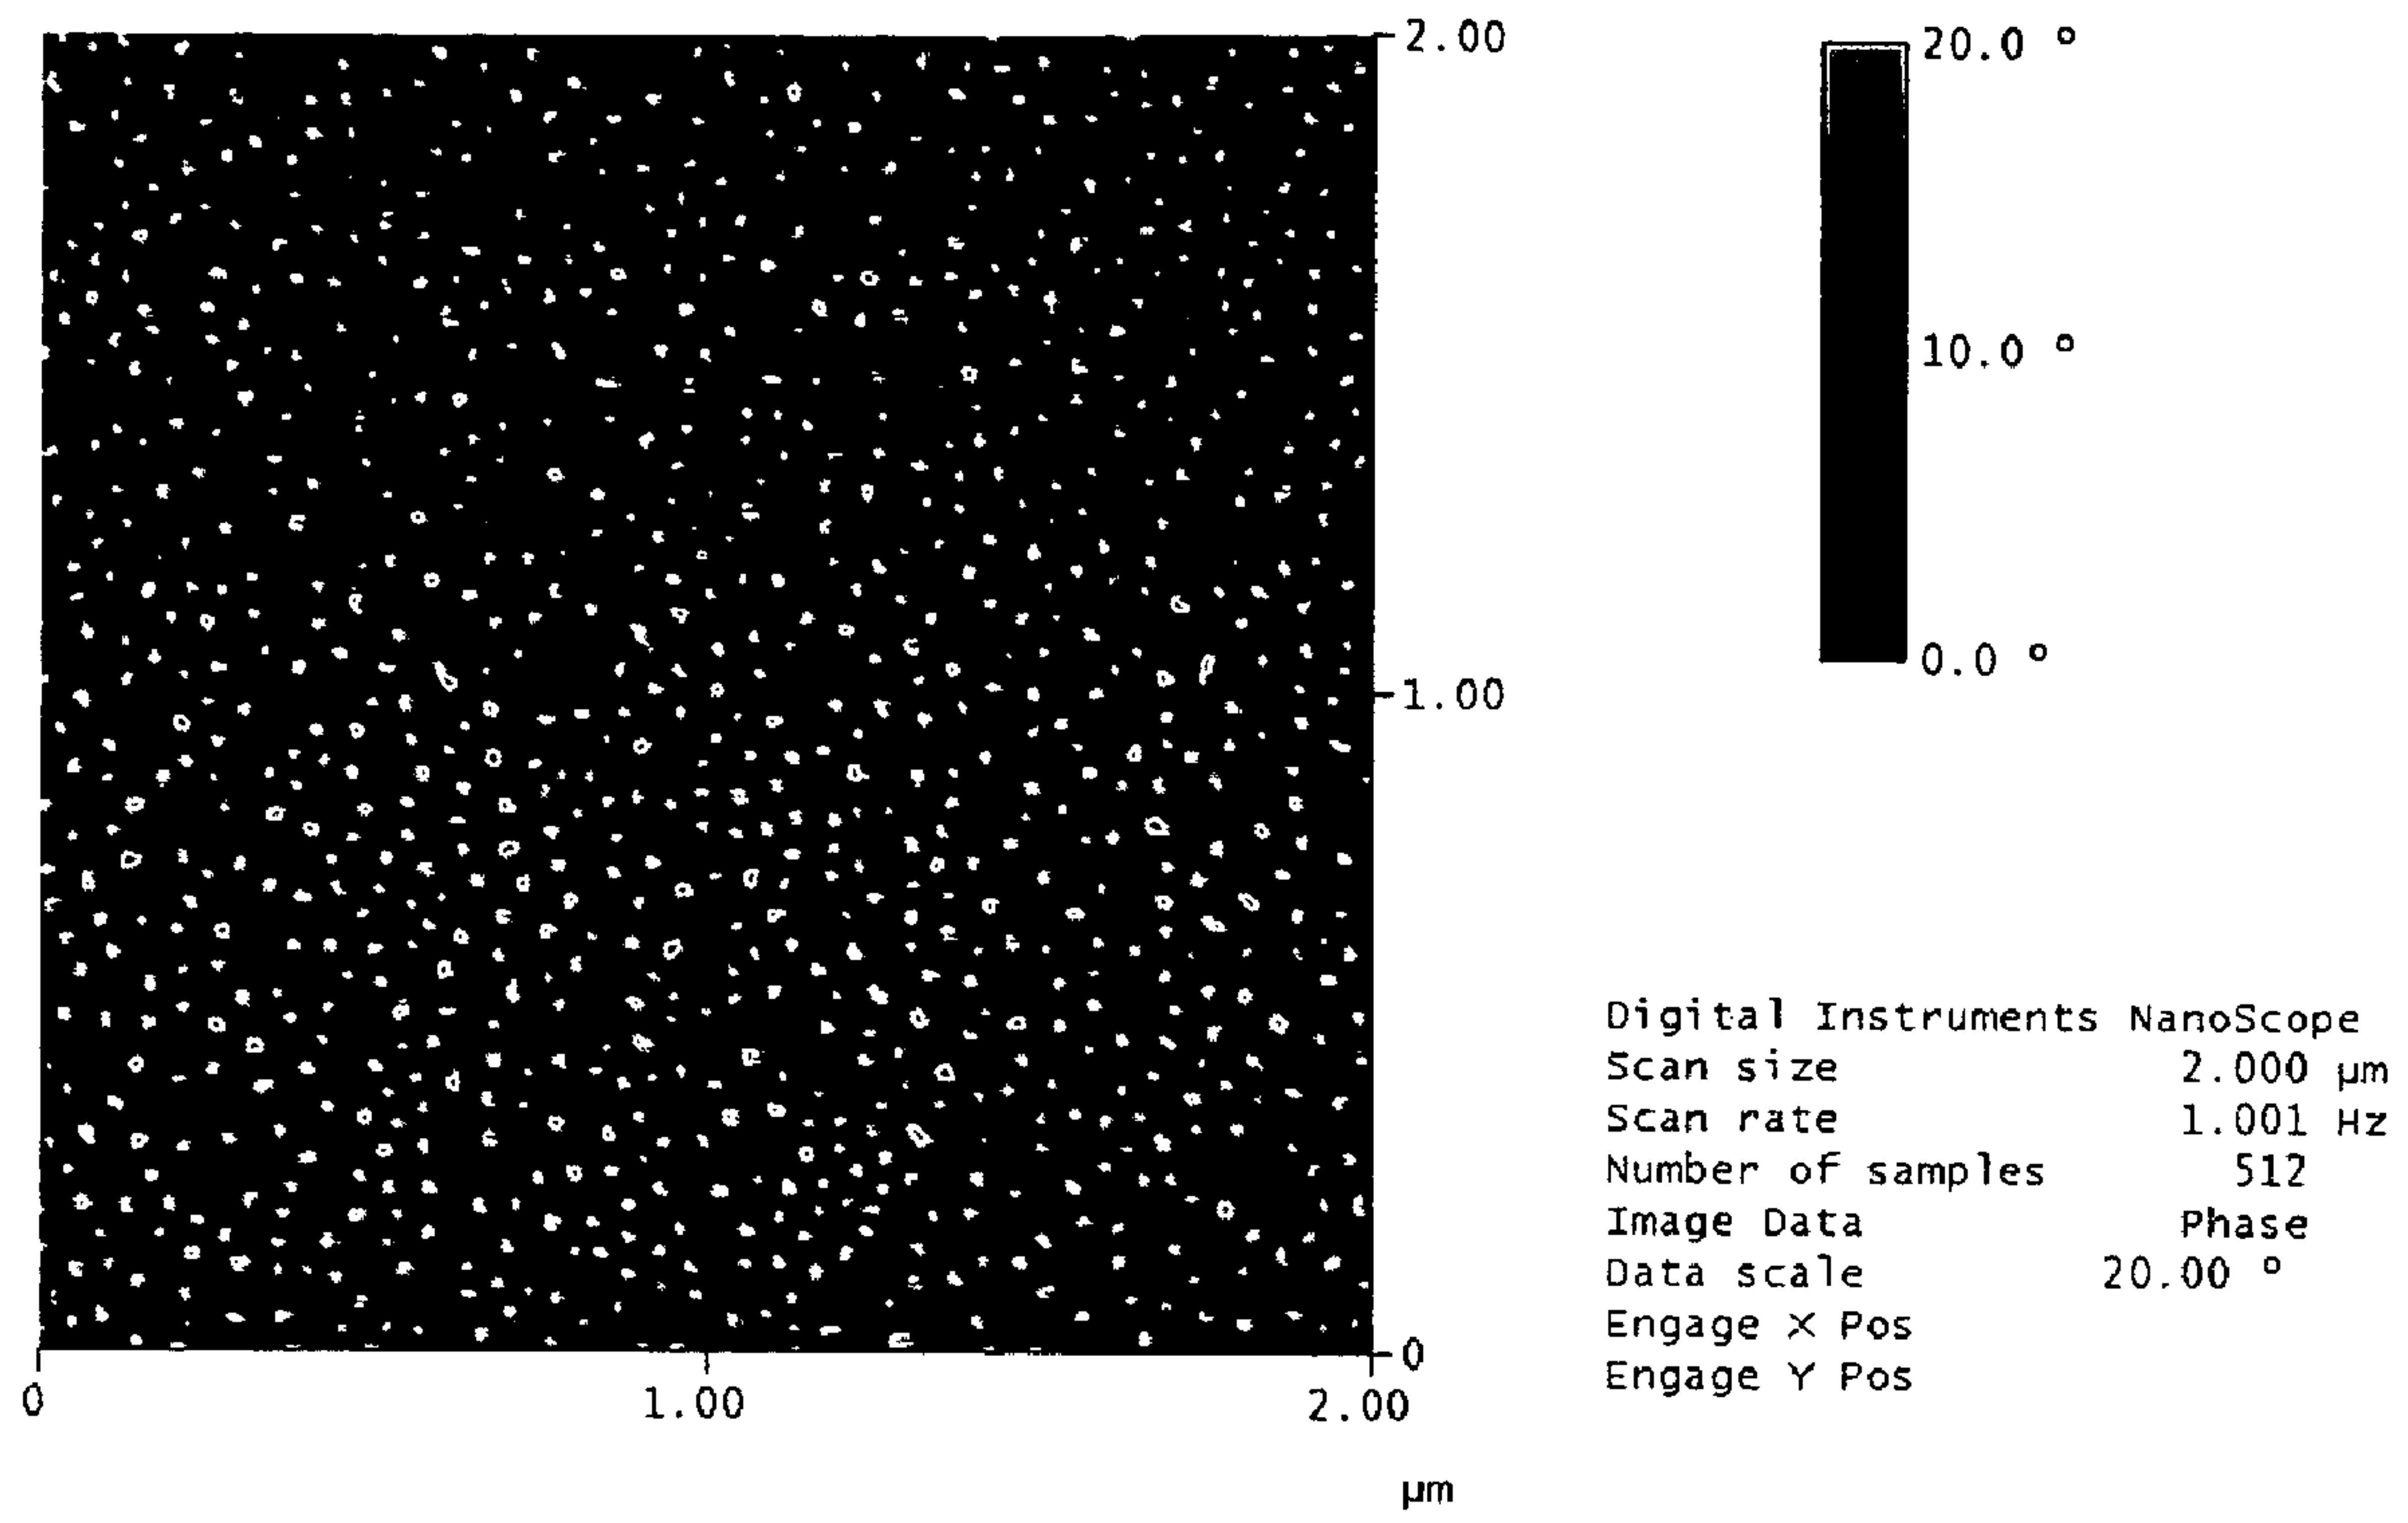 2.00
1.00
0
0
1.00
2.00
µm
20.0 °
10.0 °
0.0 °
Digital Instruments NanoScope
Scan size 2.000 µm
Scan rate 1.001 Hz
Number of samples 512
Image Data Phase
Data scale 20.00 °
Engage X Pos
Engage Y Pos